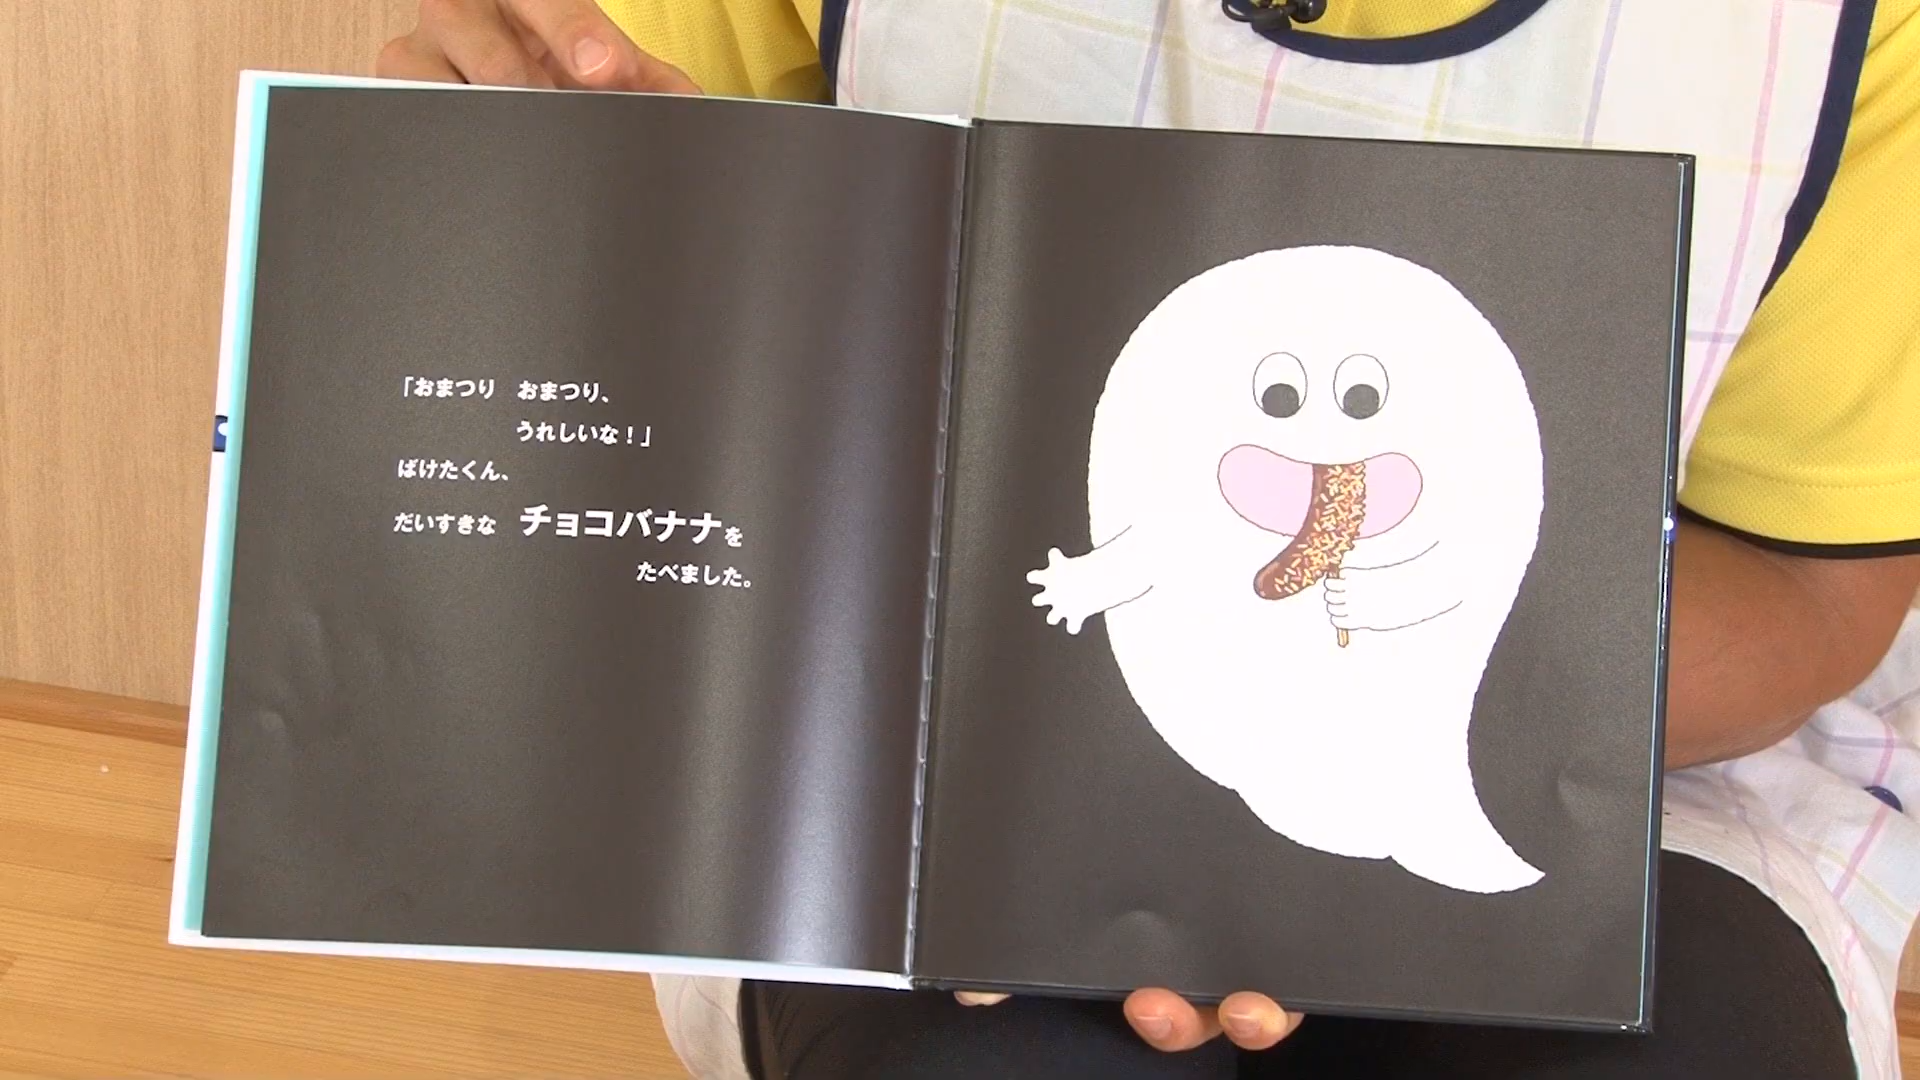 「おまつり　おまつり、
うれしいな！」
ばけたくん、
だいすきな　チョコバナナを
たべました。